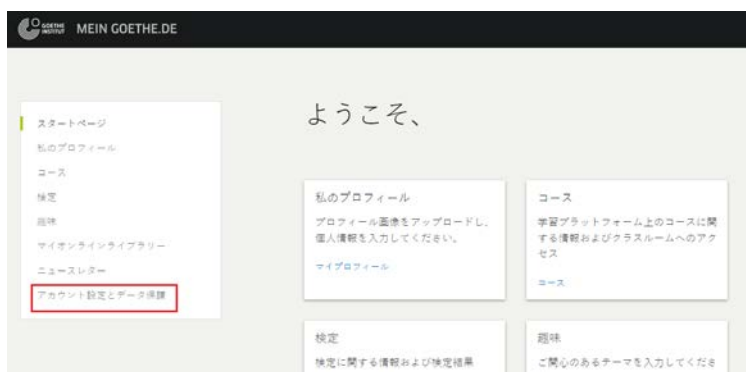 GOETHE
INSTITUT
MEIN GOETHE.DE
スタートページ
私のプロフィール
コース
検定
趣味
マイオンラインライブラリー
ニュースレター
アカウント設定とデータ保護
ようこそ、
私のプロフィール
プロフィール画像をアップロードし、
個人情報を入力してください。
マイプロフィール
コース
学習プラットフォーム上のコースに関
する情報およびクラスルームへのアク
セス
コース
検定
検定に関する情報および検定結果
趣味
ご関心のあるテーマを入力してくださ